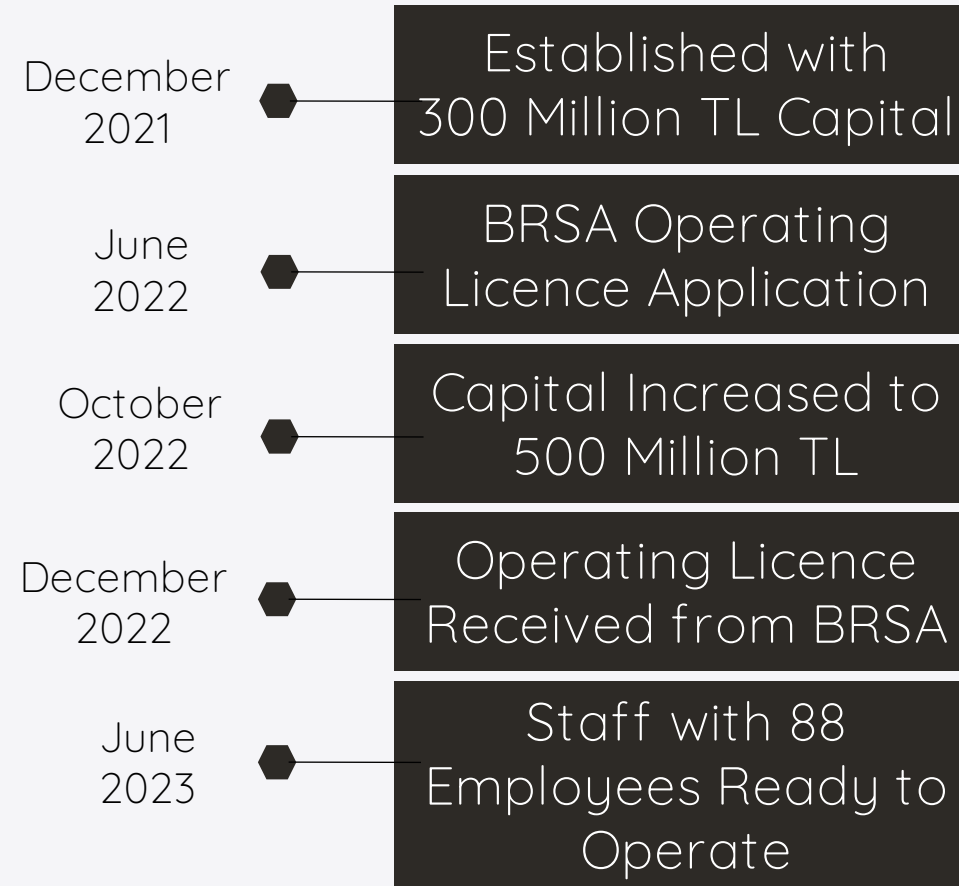 December
2021
Established with
300 Million TL Capital
June
2022
BRSA Operating
Licence Application
October
2022
Capital Increased to
500 Million TL
December
2022
Operating Licence
Received from BRSA
June
2023
Staff with 88
Employees Ready to
Operate